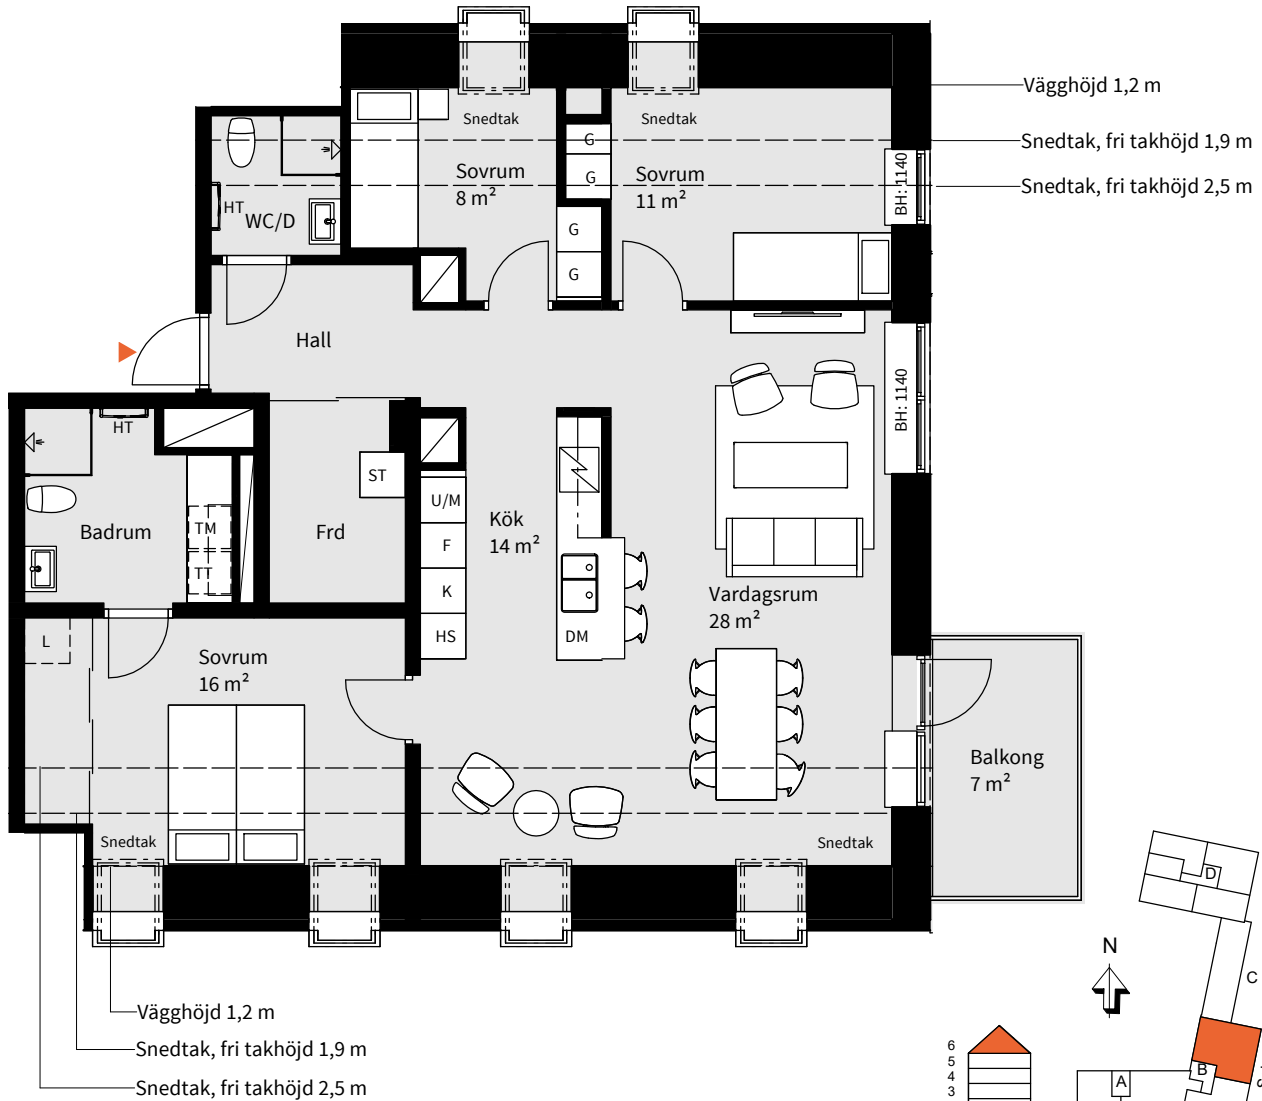 Vägghöjd 1,2 m
Snedtak, fri takhöjd 1,9 m
Snedtak, fri takhöjd 2,5 m
Snedtak
Snedtak
G
G
G
G
Sovrum
8 m²
Sovrum
11 m²
BH: 1140
HT
WC/D
Hall
BH: 1140
HT
ST
Badrum
TM
TT
Frd
U/M
F
K
HS
Kök
14 m²
DM
Vardagsrum
28 m²
L
Sovrum
16 m²
Balkong
7 m²
Snedtak
Snedtak
Vägghöjd 1,2 m
Snedtak, fri takhöjd 1,9 m
Snedtak, fri takhöjd 2,5 m
N
D
C
B
A
6
5
4
3